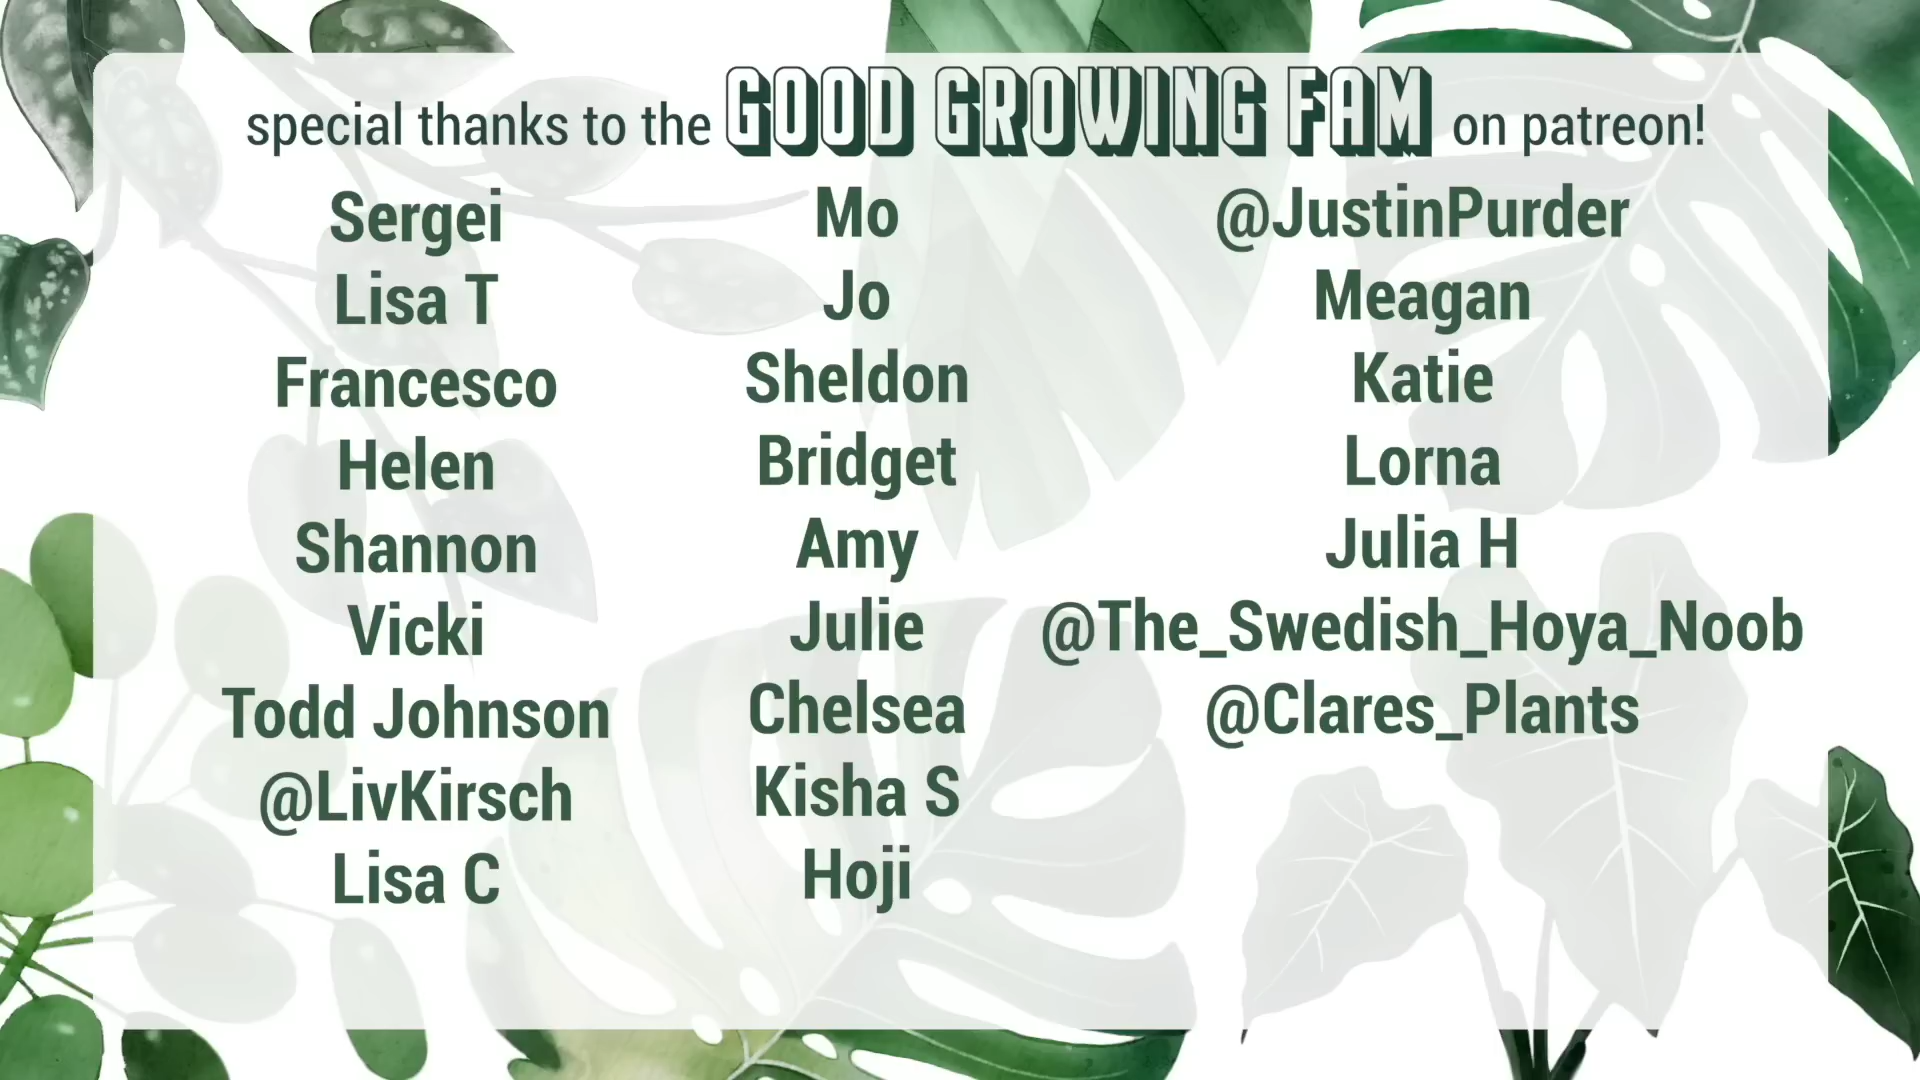 special thanks to the GOOD GROWING FAM on patreon!
Sergei
Lisa T
Francesco
Helen
Shannon
Vicki
Todd Johnson
@LivKirsch
Lisa C
Mo
Jo
Sheldon
Bridget
Amy
Julie
Chelsea
Kisha S
Hoji
@JustinPurder
Meagan
Katie
Lorna
Julia H
@The_Swedish_Hoya_Noob
@Clares_Plants